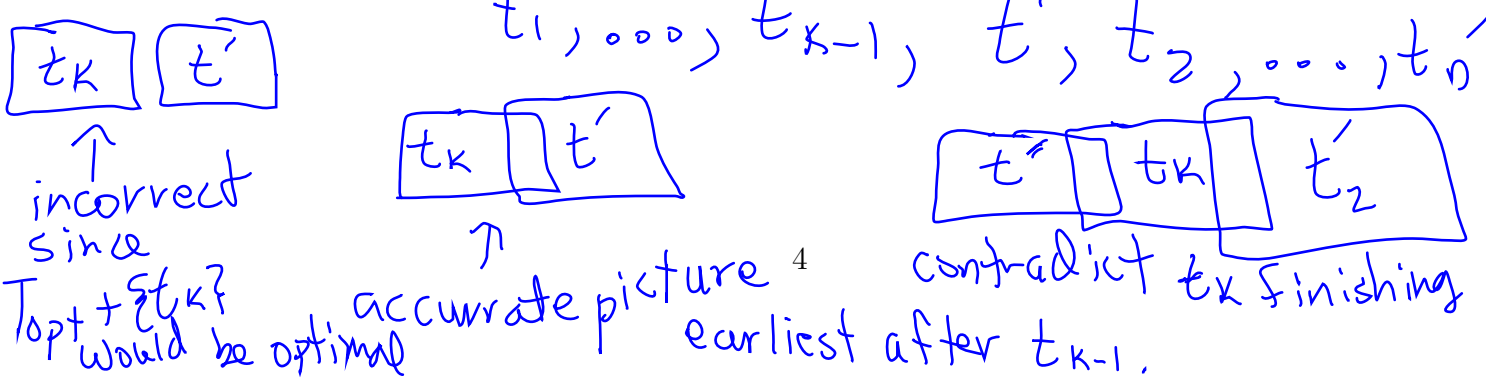 t₁, ..., tₖ₋₁, t', t₂, ..., tₙ'
tₖ t'
↑
incorrect
since
Tₒₚₜ + {tₖ}
would be optimal
tₖ t'
↑
accurate picture
t' tₖ t₂'
contradict tₖ finishing
earliest after tₖ₋₁.
4